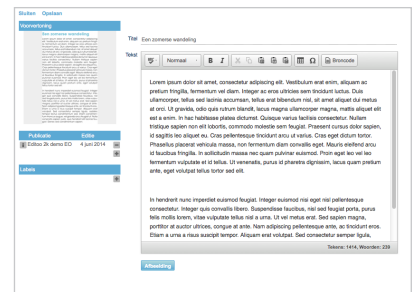 Sluiten Opslaan
Voorvertoning
Een zomerse wandeling
Titel Een zomerse wandeling
Tekst
Normaal B I Ω Broncode
Lorem ipsum dolor sit amet, consectetur adipiscing elit. Vestibulum erat enim, aliquam ac
pretium fringilla, fermentum vel diam. Integer ac eros ultricies sem tincidunt luctus. Duis
ullamcorper, tellus sed lacinia accumsan, tellus erat bibendum nisl, sit amet aliquet dui metus
at orci. Ut gravida, odio quis rutrum blandit, lacus magna ullamcorper magna, mattis aliquet elit
est a enim. In hac habitasse platea dictumst. Quisque varius facilisis consectetur. Nullam
tristique sapien non elit lobortis, commodo molestie sem feugiat. Praesent cursus dolor sapien,
id sagittis leo aliquet eu. Cras pellentesque tincidunt arcu ut varius. Cras eget dictum tortor.
Phasellus placerat vehicula massa, non fermentum diam convallis eget. Mauris eleifend arcu
id faucibus fringilla. In sollicitudin massa nec quam pulvinar euismod. Proin eget leo vel leo
fermentum vulputate et id tellus. Ut venenatis, purus id pharetra dignissim, lacus quam pretium
ante, eget volutpat tellus tortor sed elit.
In hendrerit nunc imperdiet euismod feugiat. Integer euismod nisi eget nisl pellentesque
consectetur. Integer quis convallis libero. Suspendisse faucibus, nisl sed feugiat porta, purus
felis mollis lorem, vitae vulputate tellus nisl a urna. Ut vel metus erat. Sed sapien magna,
porttitor at auctor ultrices, congue at ante. Nam adipiscing pellentesque ante, ac tincidunt eros.
Etiam a urna a risus suscipit tempor. Aliquam erat volutpat. Sed consectetur semper ligula,
Tekens: 1414, Woorden: 239
Afbeelding
Publicatie Editie
Editoo 2k demo EO 4 juni 2014
Labels